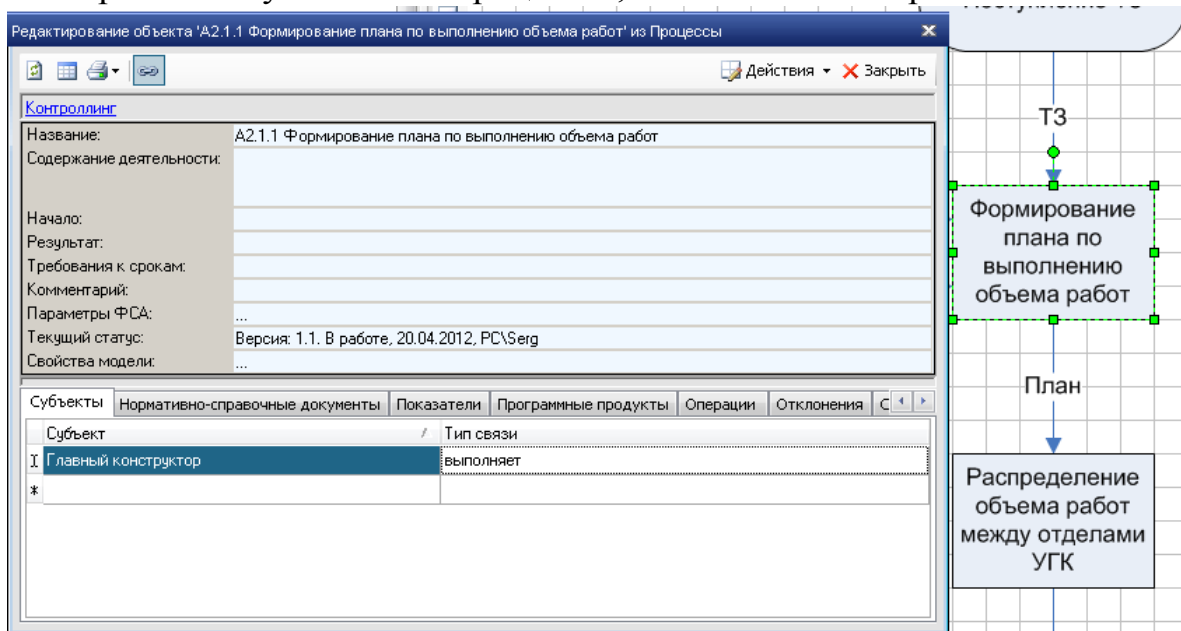 Редактирование объекта 'А2.1.1 Формирование плана по выполнению объема работ' из Процессы
Действия
Закрыть
Контроллинг
Название: А2.1.1 Формирование плана по выполнению объема работ
Содержание деятельности:
Начало:
Результат:
Требования к срокам:
Комментарий:
Параметры ФСА: ...
Текущий статус: Версия: 1.1. В работе, 20.04.2012, PC\Serg
Свойства модели: ...
Субъекты Нормативно-справочные документы Показатели Программные продукты Операции Отклонения С
Субъект / Тип связи
Главный конструктор выполняет
*
ТЗ
Формирование
плана по
выполнению
объема работ
План
Распределение
объема работ
между отделами
УГК